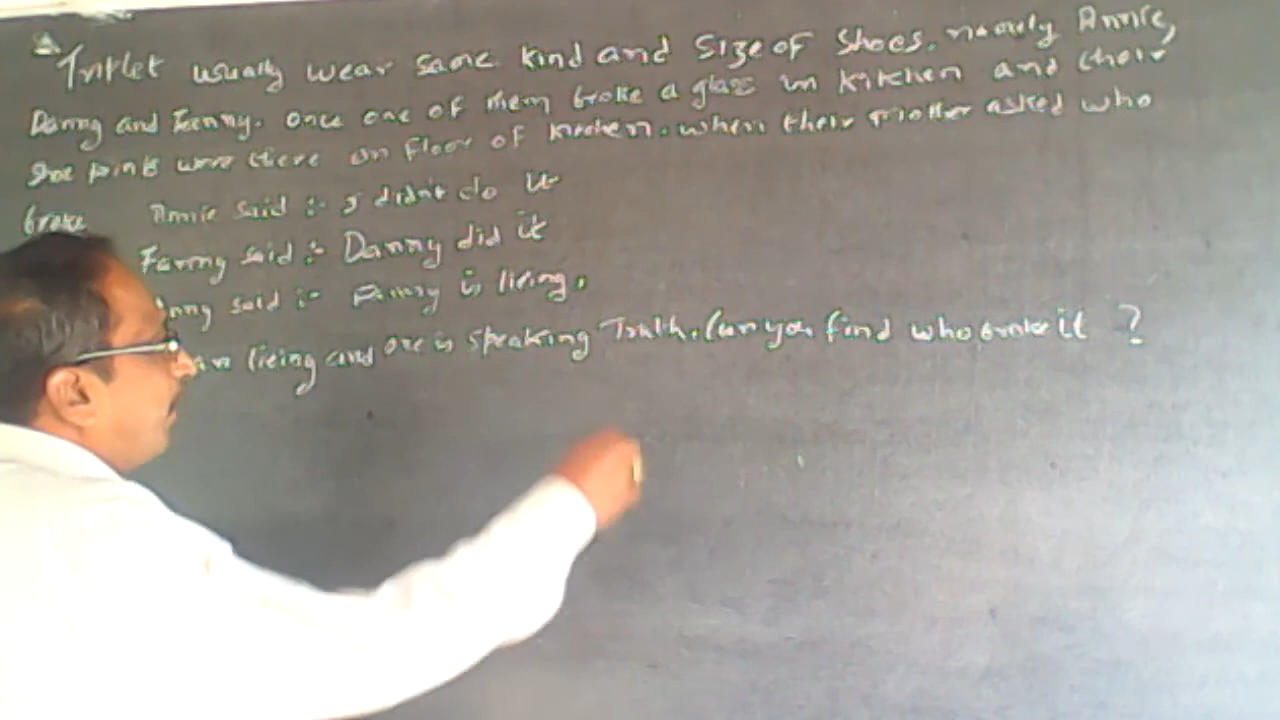 Triplet usually wear same kind and Size of Shoes. namely Annie,
Danny and Fanny. Once one of them broke a glass in kitchen and their
shoe prints were there on Floor of Kitchen. when their mother asked who
broke Annie said :- I didn't do it
Fanny said :- Danny did it
nny said :- Fanny is lieing.
lieing and one is speaking Truth. Can you find who broke it ?